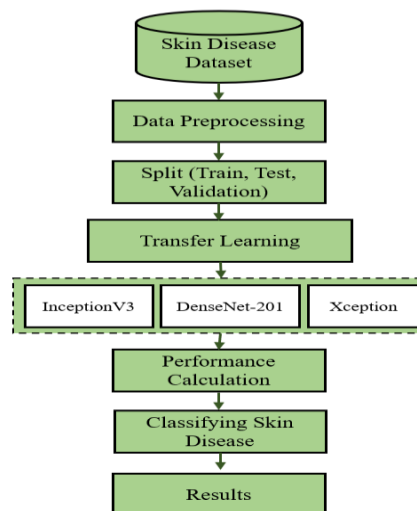 Skin Disease
Dataset
Data Preprocessing
Split (Train, Test,
Validation)
Transfer Learning
InceptionV3
DenseNet-201
Xception
Performance
Calculation
Classifying Skin
Disease
Results